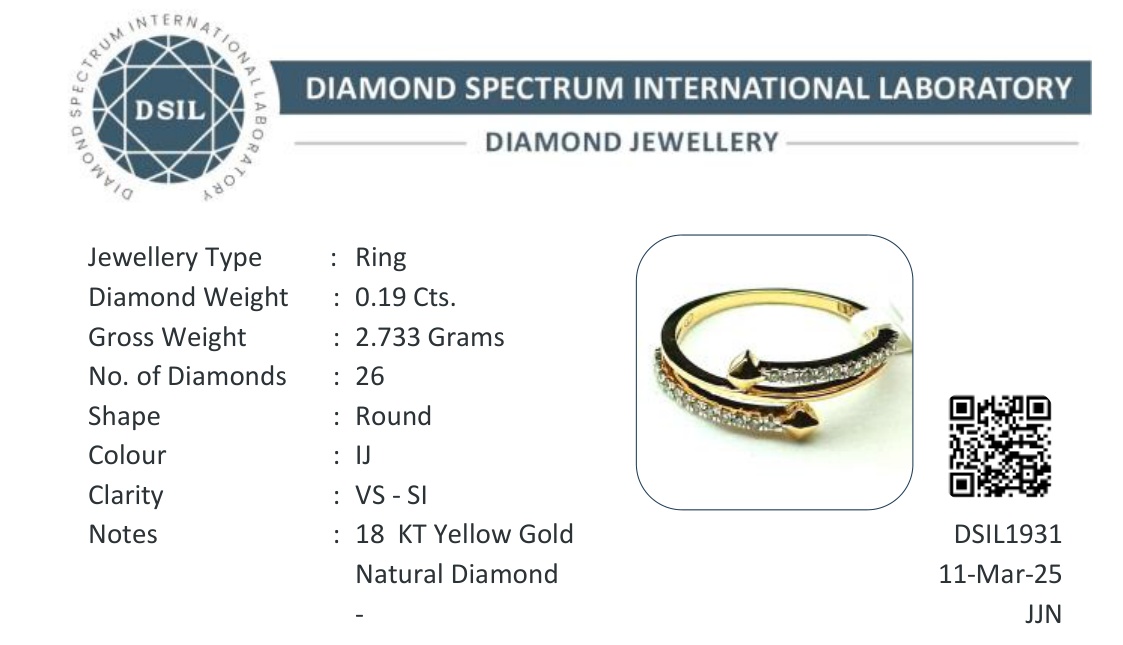 DIAMOND SPECTRUM INTERNATIONAL LABORATORY
DSIL
DIAMOND SPECTRUM INTERNATIONAL LABORATORY
DIAMOND JEWELLERY
Jewellery Type : Ring
Diamond Weight : 0.19 Cts.
Gross Weight : 2.733 Grams
No. of Diamonds : 26
Shape : Round
Colour : IJ
Clarity : VS - SI
Notes : 18 KT Yellow Gold
Natural Diamond
-
DSIL1931
11-Mar-25
JJN